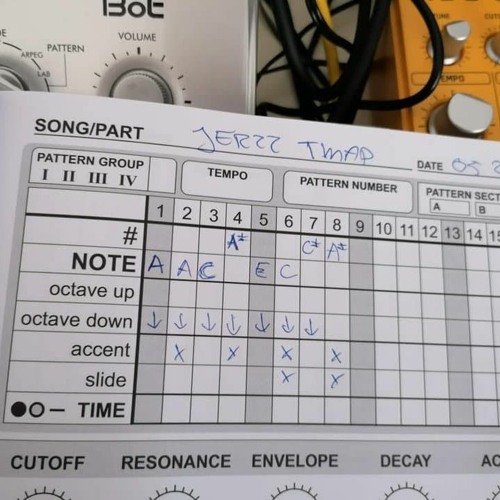 Bot
VOLUME
ARPEG PATTERN
LAB
TEMPO
SONG/PART JERZZ TMAP
DATE 05
PATTERN GROUP
I II III IV
TEMPO
PATTERN NUMBER
PATTERN SECT
A B
1 2 3 4 5 6 7 8 9 10 11 12 13 14 15
# A# C# A#
NOTE A A C E C
octave up
octave down ↓ ↓ ↓ ↓ ↓ ↓ ↓
accent x x x x
slide x x
●○– TIME
CUTOFF RESONANCE ENVELOPE DECAY AC